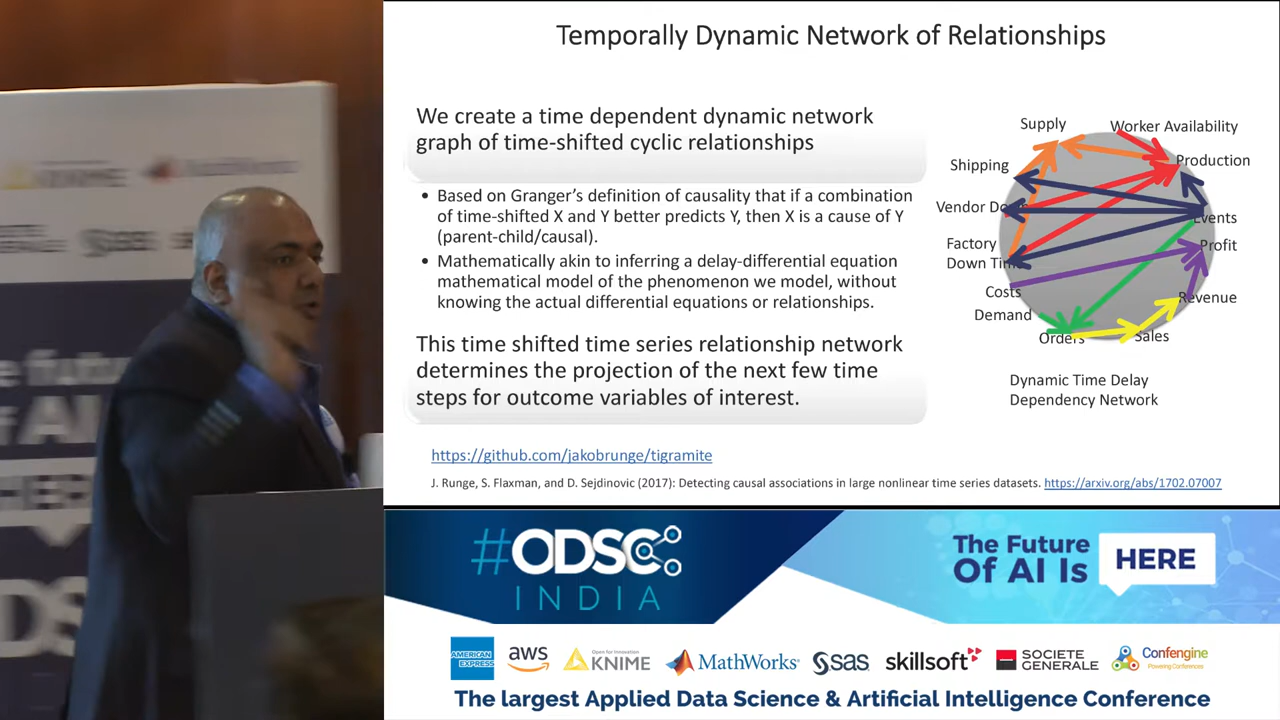 Temporally Dynamic Network of Relationships
We create a time dependent dynamic network
graph of time-shifted cyclic relationships
• Based on Granger's definition of causality that if a combination
of time-shifted X and Y better predicts Y, then X is a cause of Y
(parent-child/causal).
• Mathematically akin to inferring a delay-differential equation
mathematical model of the phenomenon we model, without
knowing the actual differential equations or relationships.
This time shifted time series relationship network
determines the projection of the next few time
steps for outcome variables of interest.
https://github.com/jakobrunge/tigramite
J. Runge, S. Flaxman, and D. Sejdinovic (2017): Detecting causal associations in large nonlinear time series datasets. https://arxiv.org/abs/1702.07007
Supply
Worker Availability
Shipping
Production
Vendor Do
Events
Factory
Down Time
Profit
Costs
Revenue
Demand
Orders
Sales
Dynamic Time Delay
Dependency Network
KNIME
#ODSC
INDIA
The Future
Of AI Is
HERE
AMERICAN
EXPRESS
aws
Open for Innovation
KNIME
MathWorks®
sas
skillsoft
SOCIETE
GENERALE
Confengine
Powering Conferences
The largest Applied Data Science & Artificial Intelligence Conference